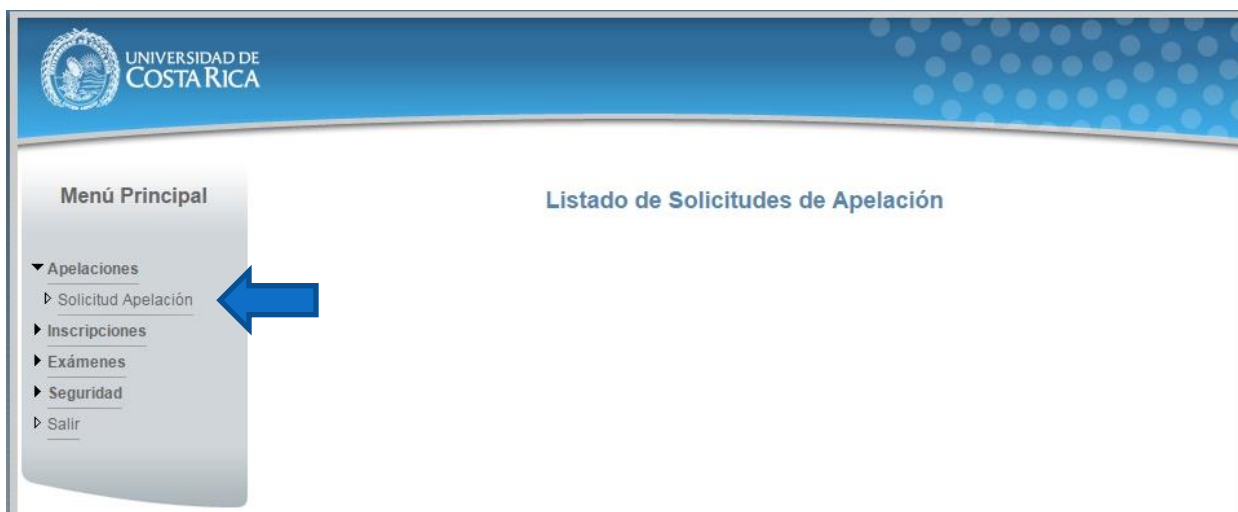 UNIVERSIDAD DE
COSTA RICA
Menú Principal
Listado de Solicitudes de Apelación
Apelaciones
Solicitud Apelación
Inscripciones
Exámenes
Seguridad
Salir